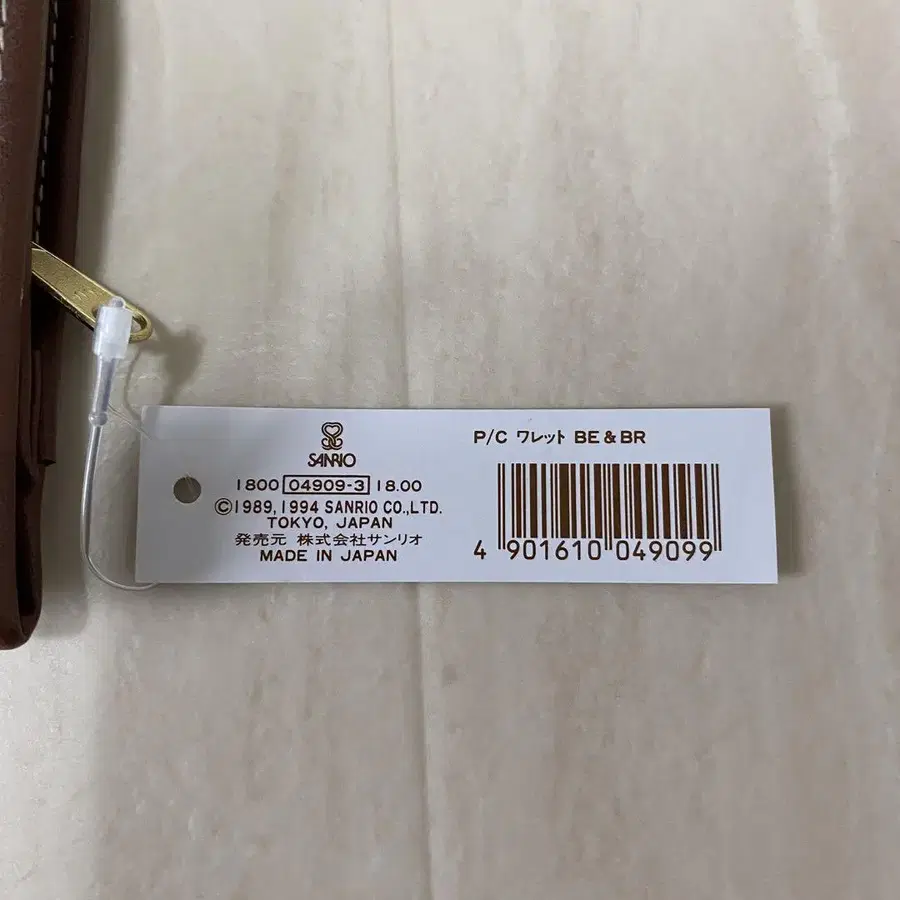 SANRIO
1800 04909-3 18.00
©1989,1994 SANRIO CO.,LTD.
TOKYO, JAPAN
発売元 株式会社サンリオ
MADE IN JAPAN
P/C ワレット BE & BR
4 901610 049099